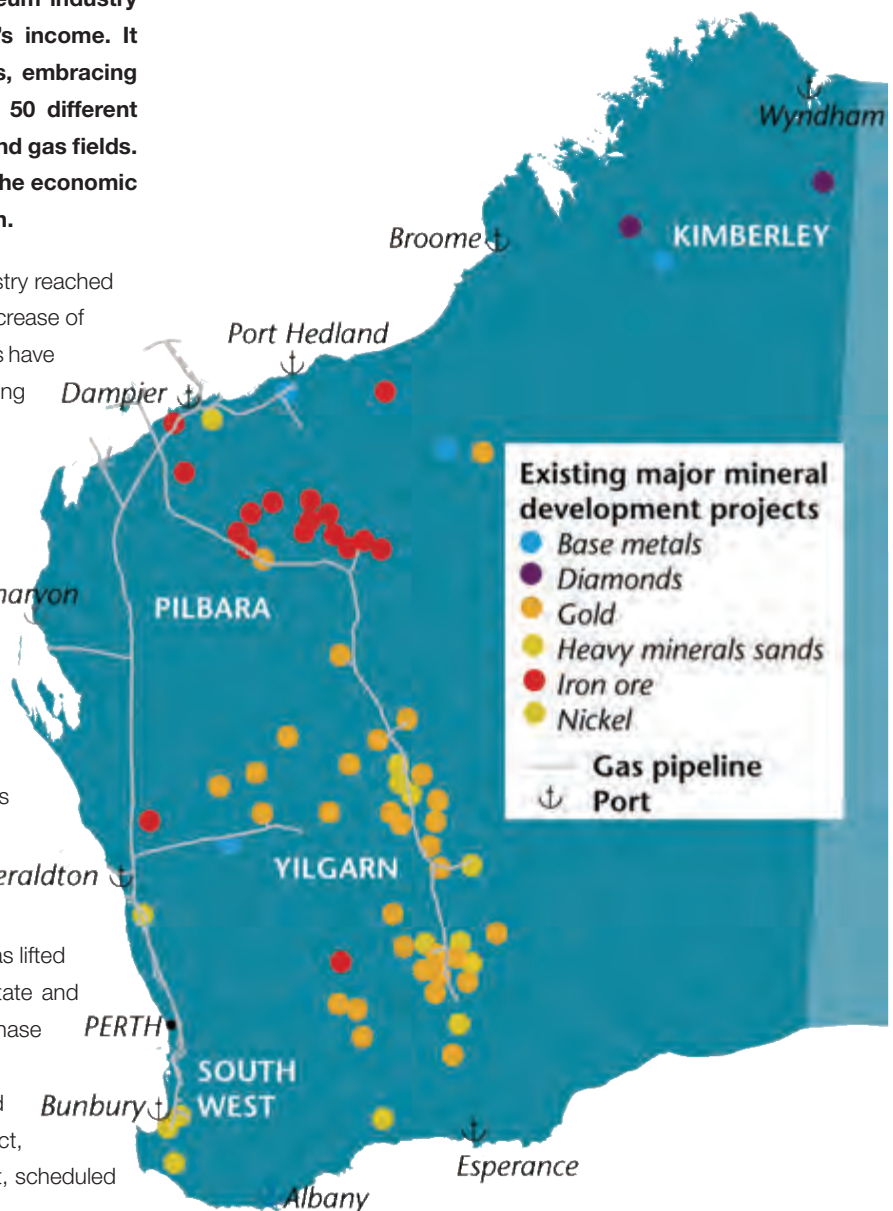 eum industry
's income. It
s, embracing
50 different
nd gas fields.
he economic
n.
stry reached
crease of
s have
ng
s
as lifted
tate and
hase
d
ct,
t, scheduled
Wyndham
KIMBERLEY
Broome
Port Hedland
Dampier
Existing major mineral
development projects
Base metals
Diamonds
Gold
Heavy minerals sands
Iron ore
Nickel
Gas pipeline
Port
narvon
PILBARA
YILGARN
eraldton
PERTH
SOUTH
WEST
Bunbury
Esperance
Albany